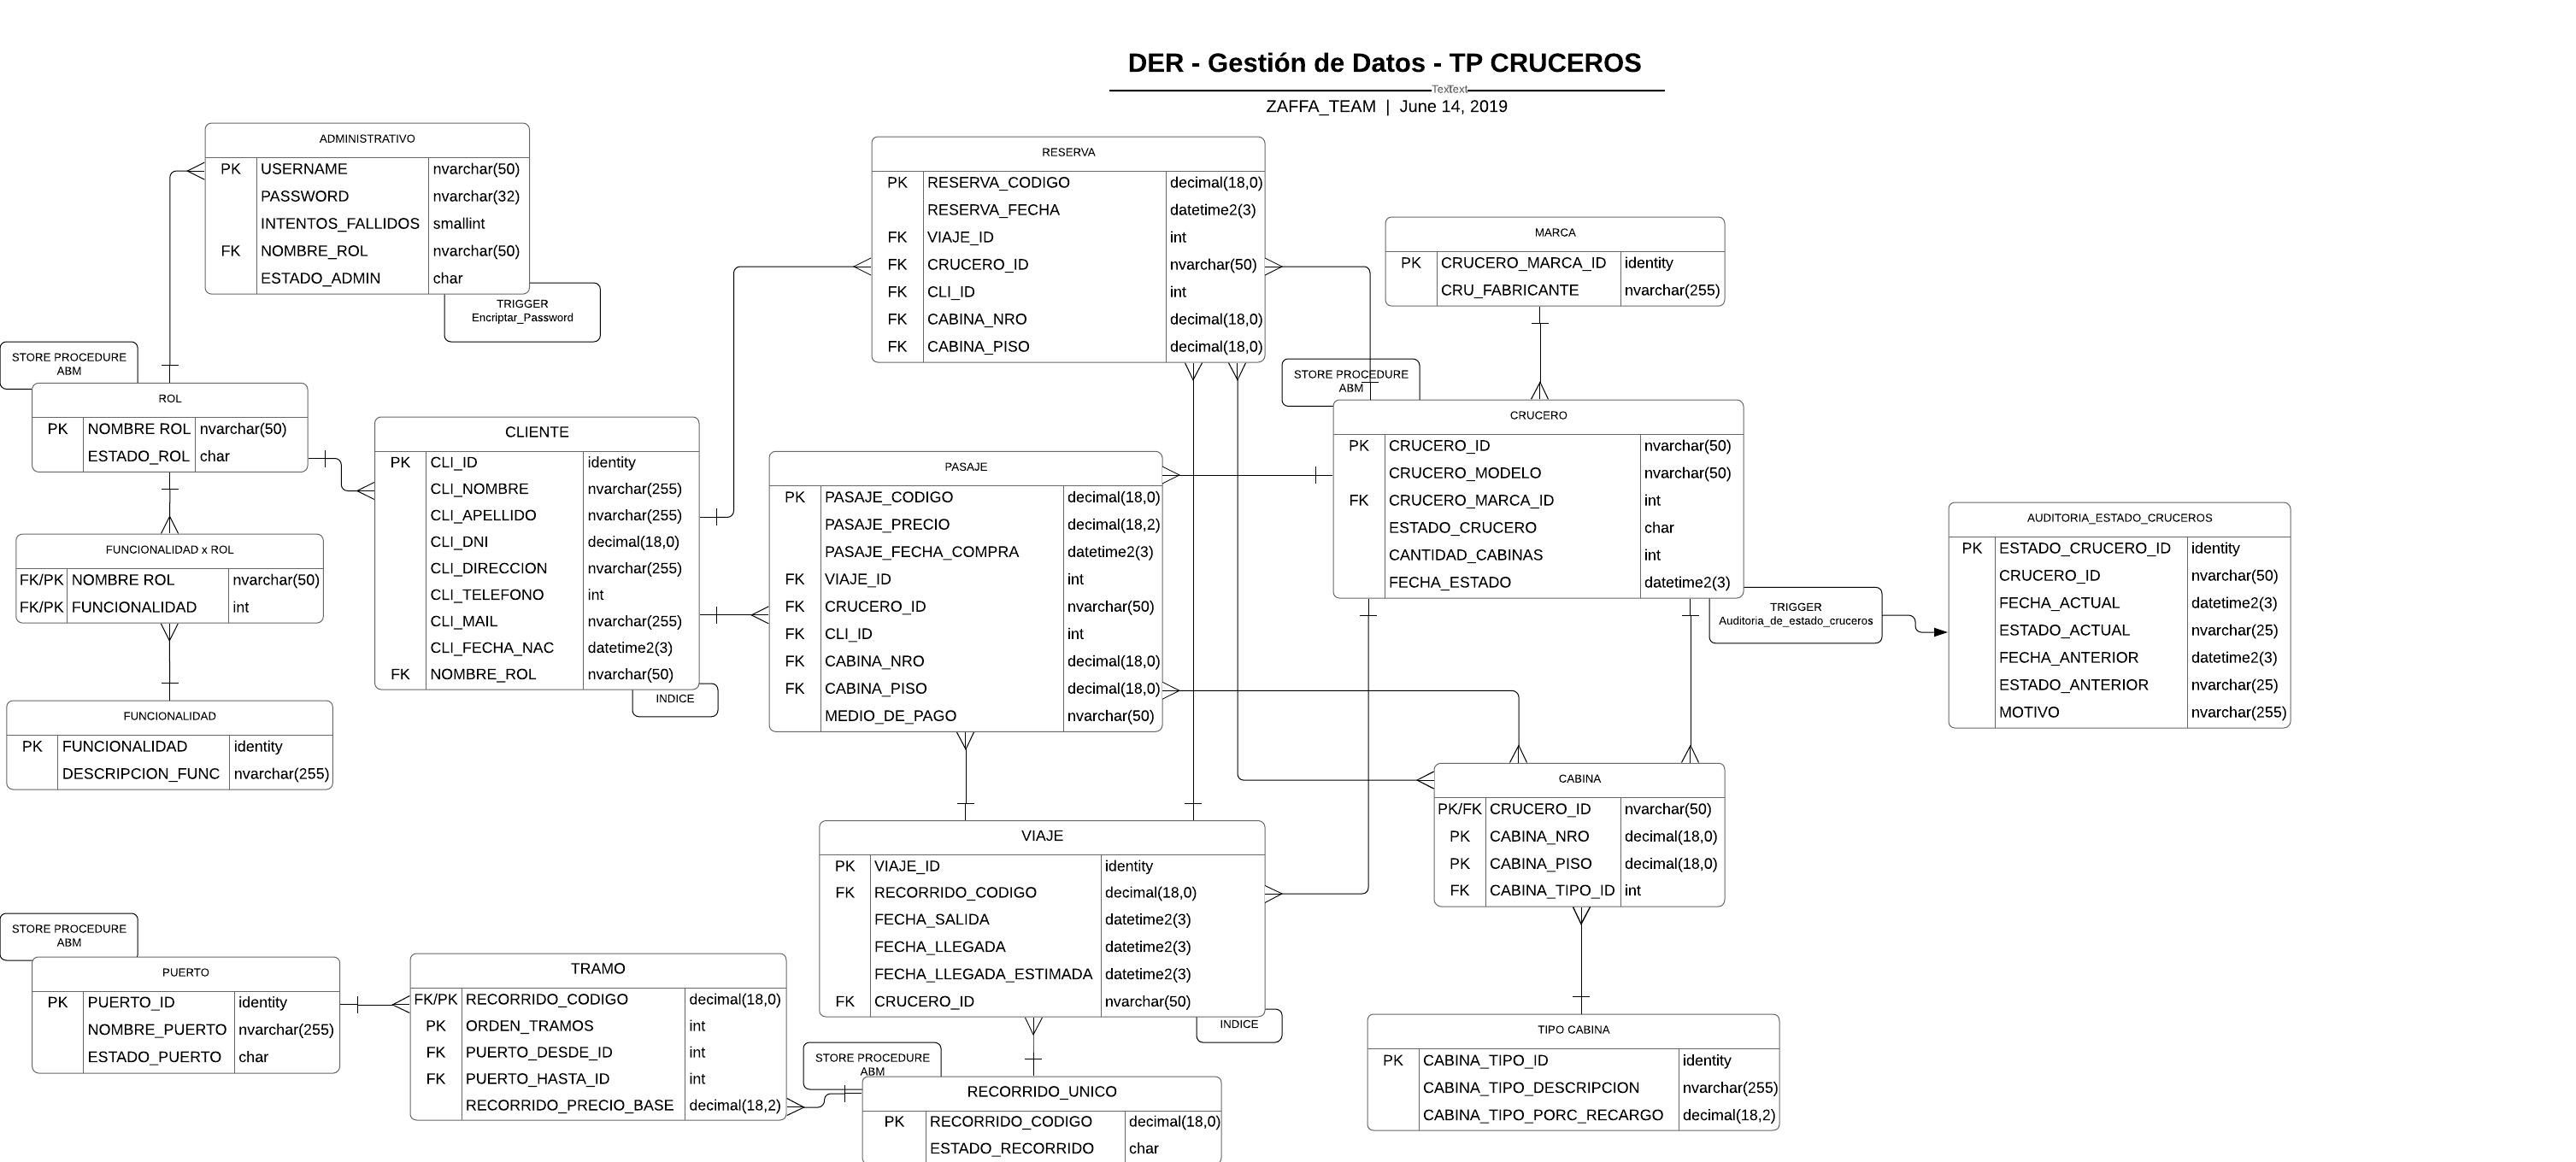 DER - Gestión de Datos - TP CRUCEROS
TextText
ZAFFA_TEAM | June 14, 2019
ADMINISTRATIVO
PK USERNAME nvarchar(50)
PASSWORD nvarchar(32)
INTENTOS_FALLIDOS smallint
FK NOMBRE_ROL nvarchar(50)
ESTADO_ADMIN char
TRIGGER
Encriptar_Password
STORE PROCEDURE
ABM
ROL
PK NOMBRE ROL nvarchar(50)
ESTADO_ROL char
FUNCIONALIDAD x ROL
FK/PK NOMBRE ROL nvarchar(50)
FK/PK FUNCIONALIDAD int
FUNCIONALIDAD
PK FUNCIONALIDAD identity
DESCRIPCION_FUNC nvarchar(255)
CLIENTE
PK CLI_ID identity
CLI_NOMBRE nvarchar(255)
CLI_APELLIDO nvarchar(255)
CLI_DNI decimal(18,0)
CLI_DIRECCION nvarchar(255)
CLI_TELEFONO int
CLI_MAIL nvarchar(255)
CLI_FECHA_NAC datetime2(3)
FK NOMBRE_ROL nvarchar(50)
INDICE
RESERVA
PK RESERVA_CODIGO decimal(18,0)
RESERVA_FECHA datetime2(3)
FK VIAJE_ID int
FK CRUCERO_ID nvarchar(50)
FK CLI_ID int
FK CABINA_NRO decimal(18,0)
FK CABINA_PISO decimal(18,0)
MARCA
PK CRUCERO_MARCA_ID identity
CRU_FABRICANTE nvarchar(255)
STORE PROCEDURE
ABM
CRUCERO
PK CRUCERO_ID nvarchar(50)
CRUCERO_MODELO nvarchar(50)
FK CRUCERO_MARCA_ID int
ESTADO_CRUCERO char
CANTIDAD_CABINAS int
FECHA_ESTADO datetime2(3)
TRIGGER
Auditoria_de_estado_cruceros
AUDITORIA_ESTADO_CRUCEROS
PK ESTADO_CRUCERO_ID identity
CRUCERO_ID nvarchar(50)
FECHA_ACTUAL datetime2(3)
ESTADO_ACTUAL nvarchar(25)
FECHA_ANTERIOR datetime2(3)
ESTADO_ANTERIOR nvarchar(25)
MOTIVO nvarchar(255)
PASAJE
PK PASAJE_CODIGO decimal(18,0)
PASAJE_PRECIO decimal(18,2)
PASAJE_FECHA_COMPRA datetime2(3)
FK VIAJE_ID int
FK CRUCERO_ID nvarchar(50)
FK CLI_ID int
FK CABINA_NRO decimal(18,0)
FK CABINA_PISO decimal(18,0)
MEDIO_DE_PAGO nvarchar(50)
CABINA
PK/FK CRUCERO_ID nvarchar(50)
PK CABINA_NRO decimal(18,0)
PK CABINA_PISO decimal(18,0)
FK CABINA_TIPO_ID int
VIAJE
PK VIAJE_ID identity
FK RECORRIDO_CODIGO decimal(18,0)
FECHA_SALIDA datetime2(3)
FECHA_LLEGADA datetime2(3)
FECHA_LLEGADA_ESTIMADA datetime2(3)
FK CRUCERO_ID nvarchar(50)
INDICE
STORE PROCEDURE
ABM
PUERTO
PK PUERTO_ID identity
NOMBRE_PUERTO nvarchar(255)
ESTADO_PUERTO char
TRAMO
FK/PK RECORRIDO_CODIGO decimal(18,0)
PK ORDEN_TRAMOS int
FK PUERTO_DESDE_ID int
FK PUERTO_HASTA_ID int
RECORRIDO_PRECIO_BASE decimal(18,2)
STORE PROCEDURE
ABM
RECORRIDO_UNICO
PK RECORRIDO_CODIGO decimal(18,0)
ESTADO_RECORRIDO char
TIPO CABINA
PK CABINA_TIPO_ID identity
CABINA_TIPO_DESCRIPCION nvarchar(255)
CABINA_TIPO_PORC_RECARGO decimal(18,2)